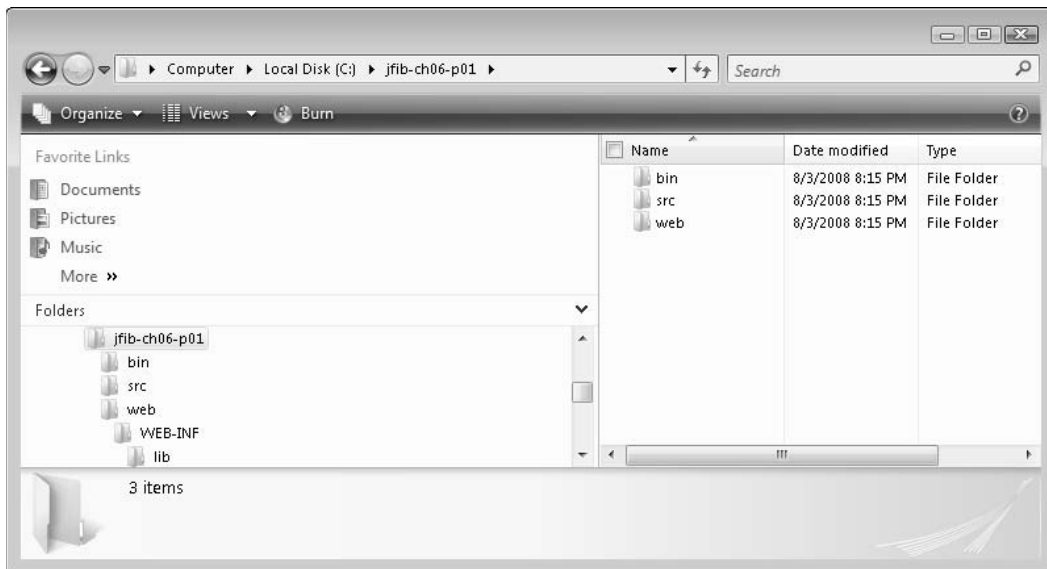 Computer ▸ Local Disk (C:) ▸ jfib-ch06-p01 ▸
Search
Organize Views Burn
Favorite Links
Documents
Pictures
Music
More »
Folders
jfib-ch06-p01
bin
src
web
WEB-INF
lib
Name Date modified Type
bin 8/3/2008 8:15 PM File Folder
src 8/3/2008 8:15 PM File Folder
web 8/3/2008 8:15 PM File Folder
3 items